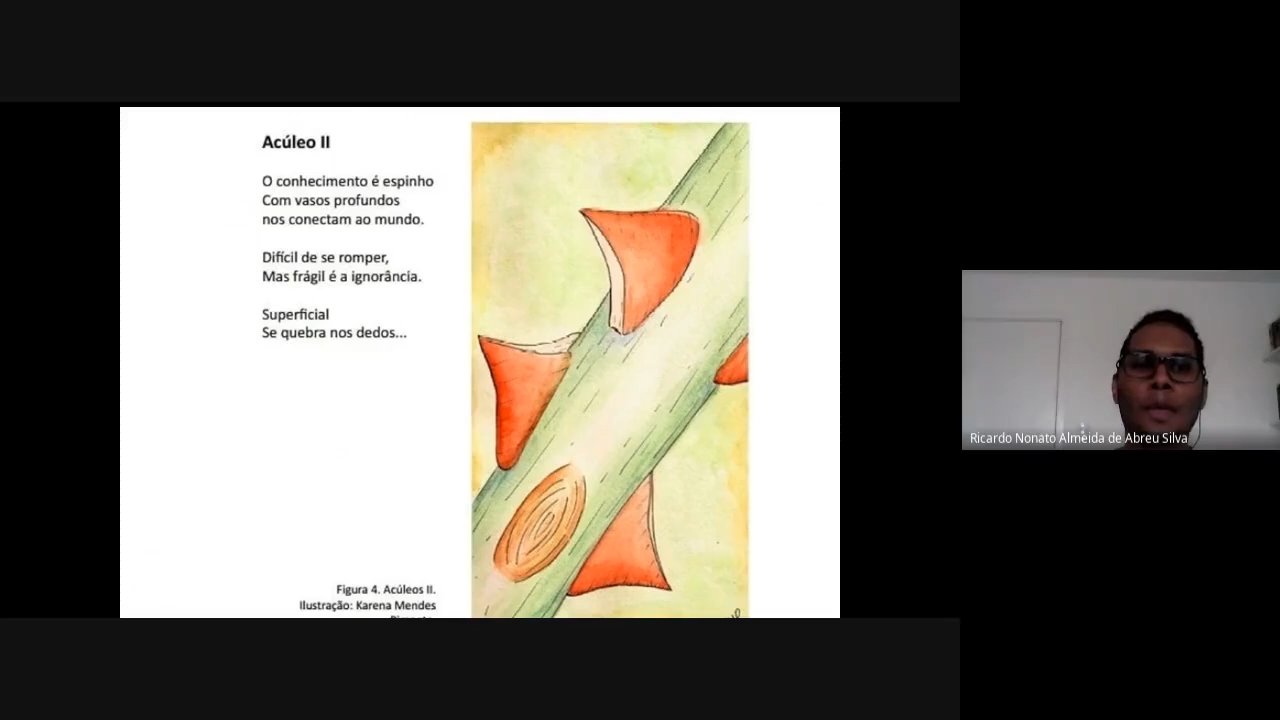 Acúleo II
O conhecimento é espinho
Com vasos profundos
nos conectam ao mundo.
Difícil de se romper,
Mas frágil é a ignorância.
Superficial
Se quebra nos dedos...
Figura 4. Acúleos II.
Ilustração: Karena Mendes
Ricardo Nonato Almeida de Abreu Silva